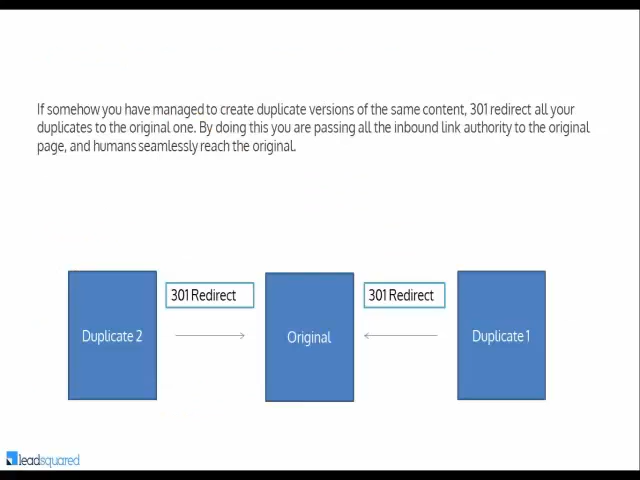 If somehow you have managed to create duplicate versions of the same content, 301 redirect all your
duplicates to the original one. By doing this you are passing all the inbound link authority to the original
page, and humans seamlessly reach the original.
301 Redirect
301 Redirect
Duplicate 2
Original
Duplicate 1
leadsquared